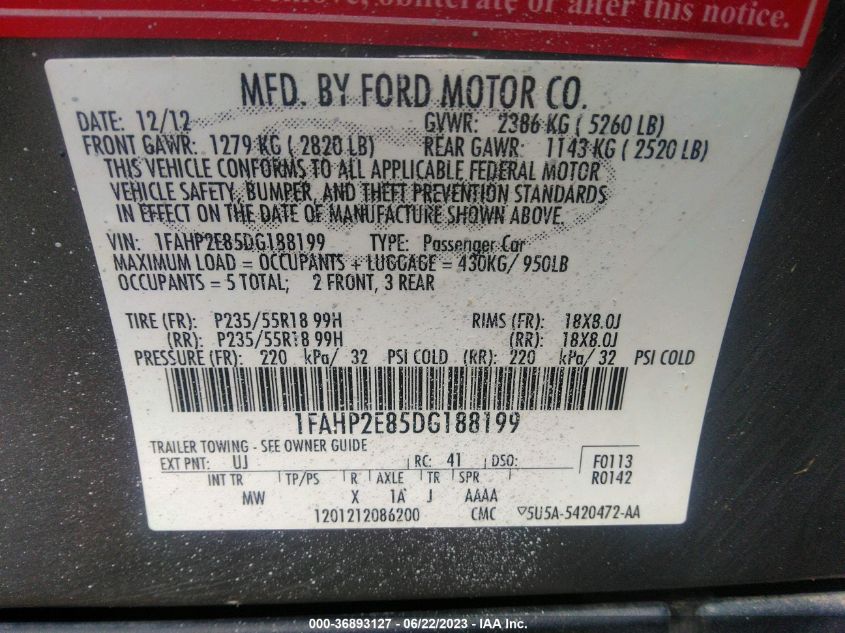 obliterate or alter this notice.
MFD. BY FORD MOTOR CO.
DATE: 12/12 GVWR: 2386 KG ( 5260 LB)
FRONT GAWR: 1279 KG ( 2820 LB) REAR GAWR: 1143 KG ( 2520 LB)
THIS VEHICLE CONFORMS TO ALL APPLICABLE FEDERAL MOTOR
VEHICLE SAFETY, BUMPER, AND THEFT PREVENTION STANDARDS
IN EFFECT ON THE DATE OF MANUFACTURE SHOWN ABOVE.
VIN: 1FAHP2E85DG188199 TYPE: Passenger Car
MAXIMUM LOAD = OCCUPANTS + LUGGAGE = 430KG/ 950LB
OCCUPANTS = 5 TOTAL; 2 FRONT, 3 REAR
TIRE (FR): P235/55R18 99H RIMS (FR): 18X8.0J
(RR): P235/55R18 99H (RR): 18X8.0J
PRESSURE (FR): 220 kPa/ 32 PSI COLD (RR): 220 kPa/ 32 PSI COLD
1FAHP2E85DG188199
TRAILER TOWING - SEE OWNER GUIDE
EXT PNT: UJ RC: 41 DSO: F0113
R0142
INT TR TP/PS R AXLE TR SPR
MW X 1A J AAAA
1201212086200 CMC ▽5U5A-5420472-AA
000-36893127 - 06/22/2023 - © IAA Inc.